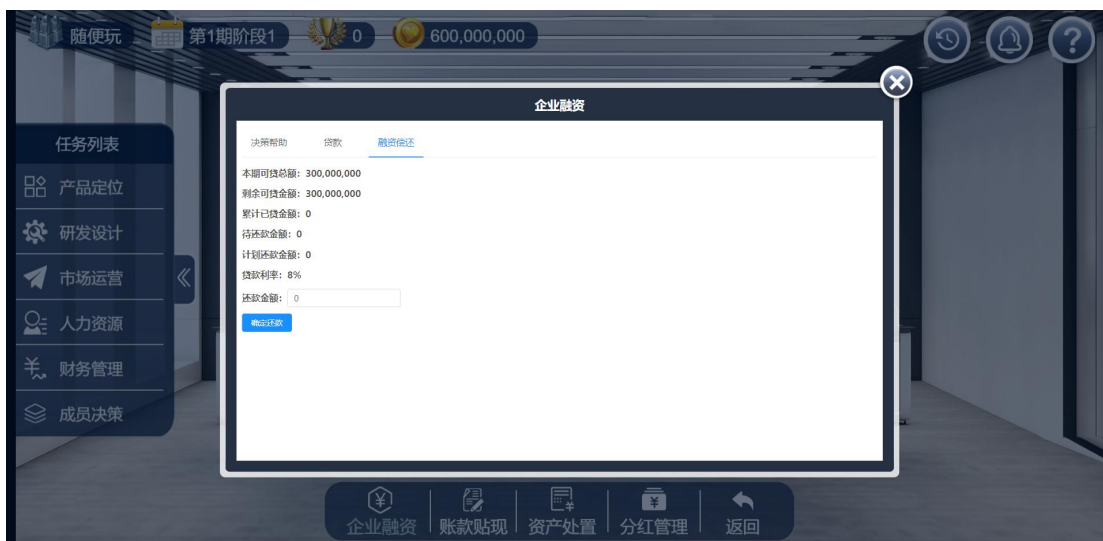 随便玩 第1期阶段1 0 600,000,000
企业融资
决策帮助 贷款 融资偿还
本期可贷总额：300,000,000
剩余可贷金额：300,000,000
累计已贷金额：0
待还款金额：0
计划还款金额：0
贷款利率：8%
还款金额： 0
确定还款
任务列表
产品定位
研发设计
市场运营
人力资源
财务管理
成员决策
企业融资 账款贴现 资产处置 分红管理 返回